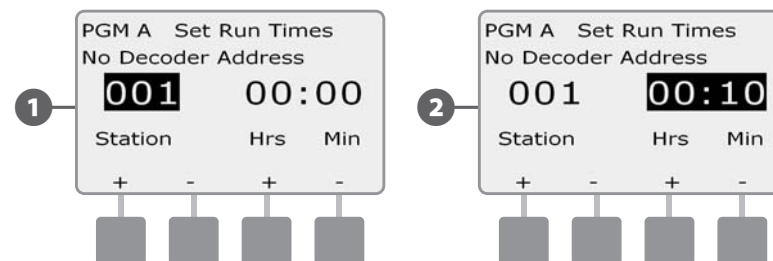 PGM A Set Run Times
No Decoder Address
001 00:00
Station Hrs Min
+ - + -
1
PGM A Set Run Times
No Decoder Address
001 00:10
Station Hrs Min
+ - + -
2